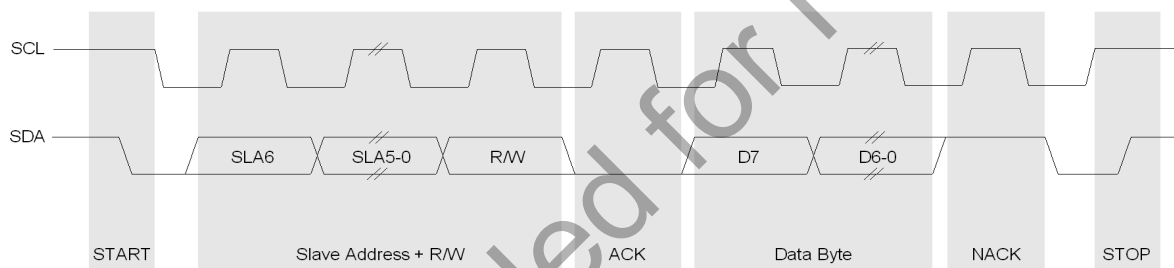 SCL
SDA
SLA6 SLA5-0 R/W D7 D6-0
START Slave Address + R/W ACK Data Byte NACK STOP